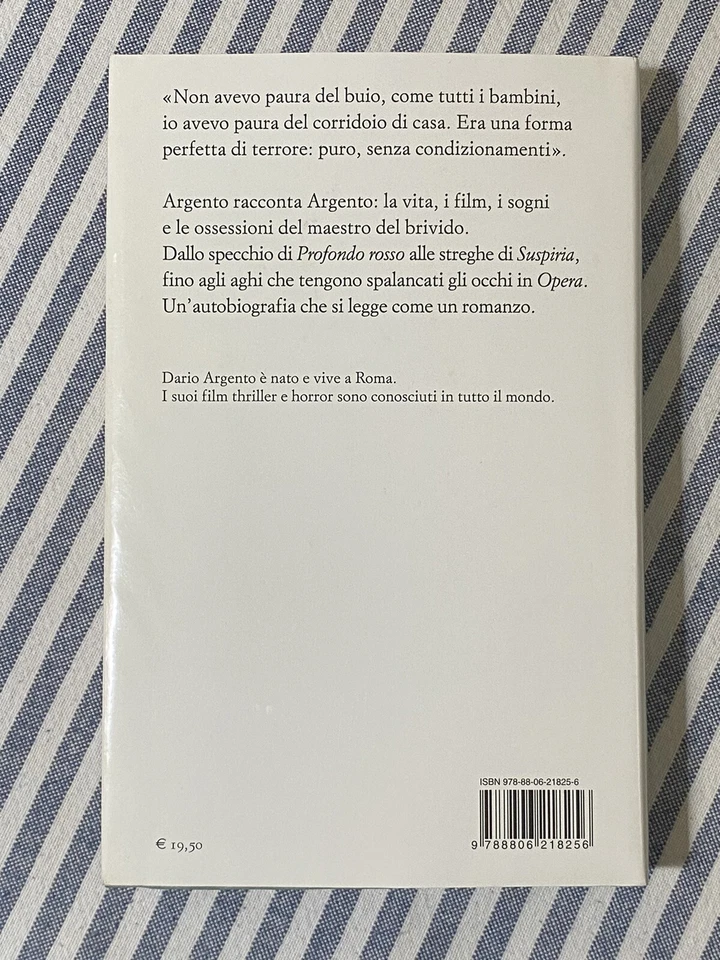 «Non avevo paura del buio, come tutti i bambini,
io avevo paura del corridoio di casa. Era una forma
perfetta di terrore: puro, senza condizionamenti».
Argento racconta Argento: la vita, i film, i sogni
e le ossessioni del maestro del brivido.
Dallo specchio di Profondo rosso alle streghe di Suspiria,
fino agli aghi che tengono spalancati gli occhi in Opera.
Un'autobiografia che si legge come un romanzo.
Dario Argento è nato e vive a Roma.
I suoi film thriller e horror sono conosciuti in tutto il mondo.
ISBN 978-88-06-21825-6
€ 19,50
9 788806 218256